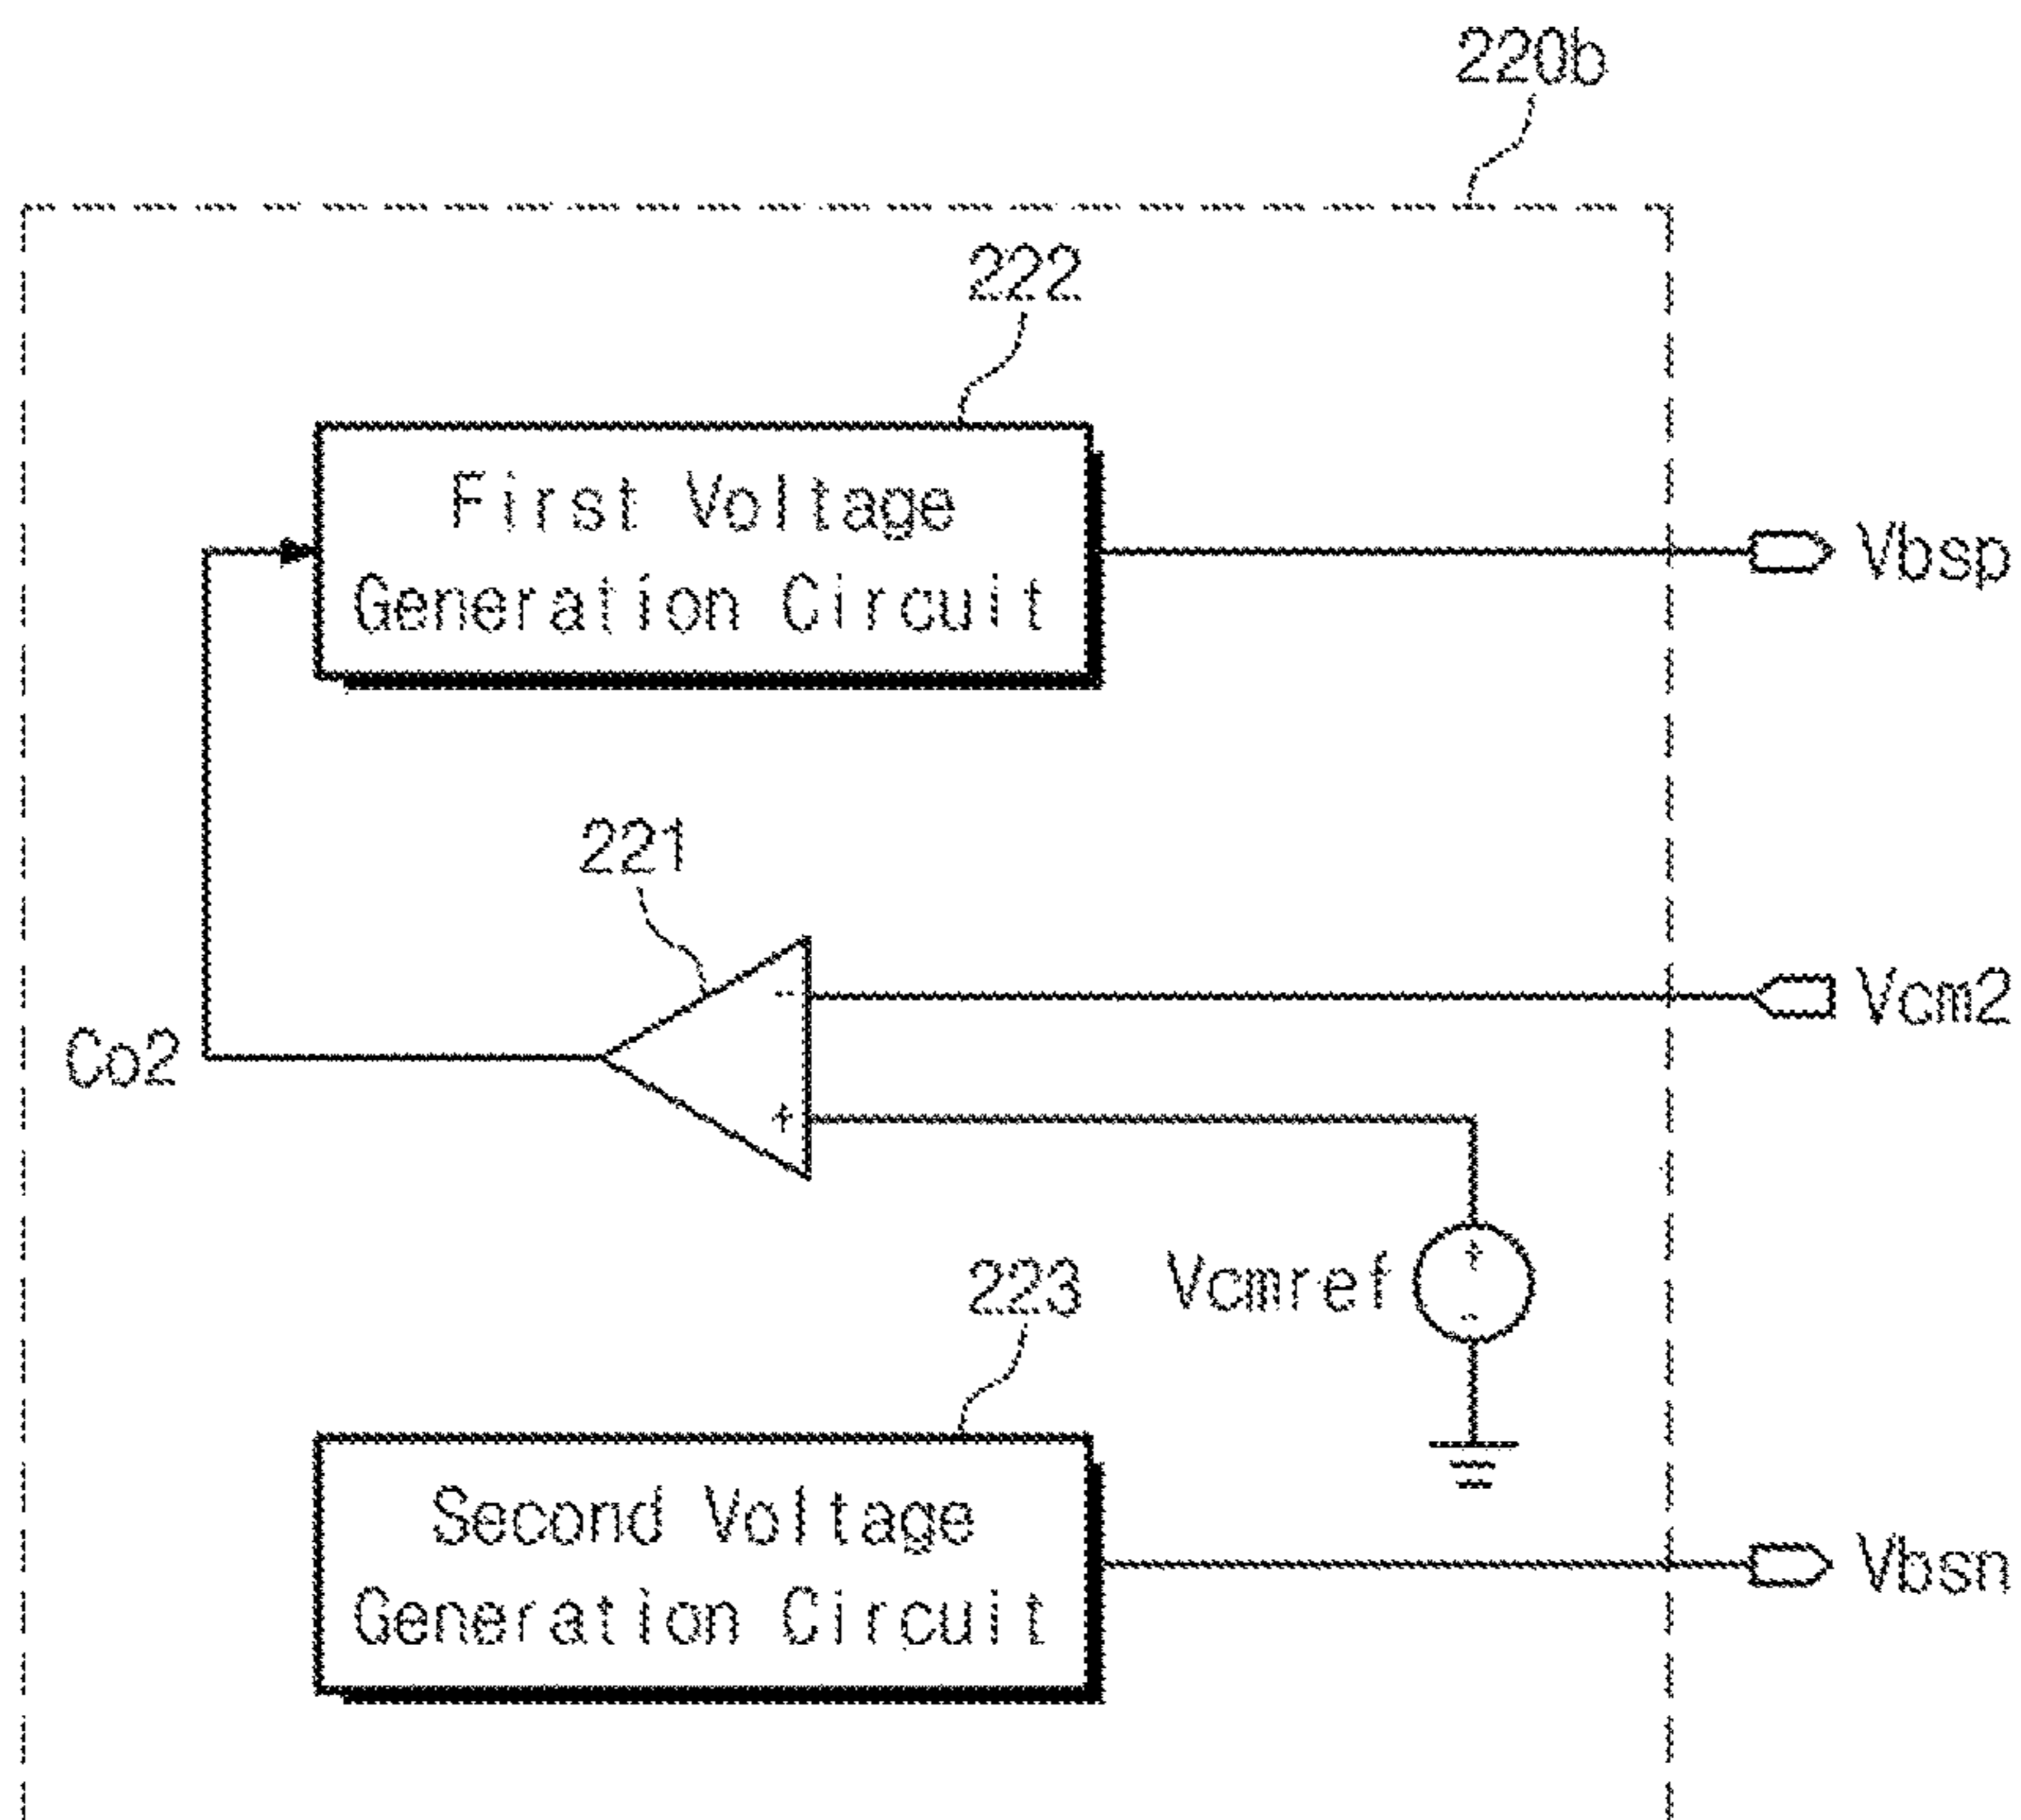 220b
222
First Voltage
Generation Circuit
Vbsp
221
-
Vcm2
Co2
+
Vcmref
+
-
223
Second Voltage
Generation Circuit
Vbsn